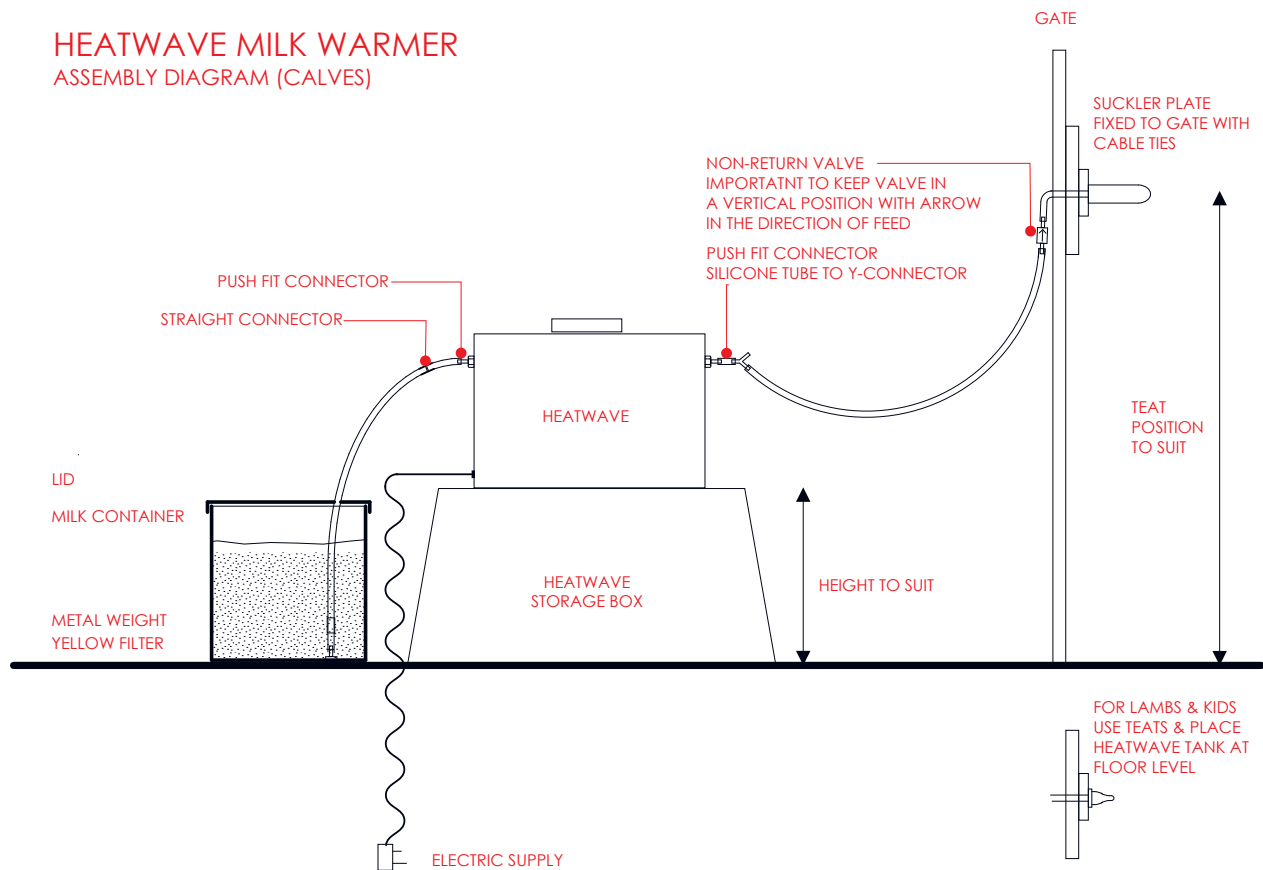 HEATWAVE MILK WARMER
ASSEMBLY DIAGRAM (CALVES)
GATE
SUCKLER PLATE
FIXED TO GATE WITH
CABLE TIES
NON-RETURN VALVE
IMPORTATNT TO KEEP VALVE IN
A VERTICAL POSITION WITH ARROW
IN THE DIRECTION OF FEED
PUSH FIT CONNECTOR
SILICONE TUBE TO Y-CONNECTOR
PUSH FIT CONNECTOR
STRAIGHT CONNECTOR
HEATWAVE
TEAT
POSITION
TO SUIT
LID
MILK CONTAINER
HEATWAVE
STORAGE BOX
HEIGHT TO SUIT
METAL WEIGHT
YELLOW FILTER
FOR LAMBS & KIDS
USE TEATS & PLACE
HEATWAVE TANK AT
FLOOR LEVEL
ELECTRIC SUPPLY